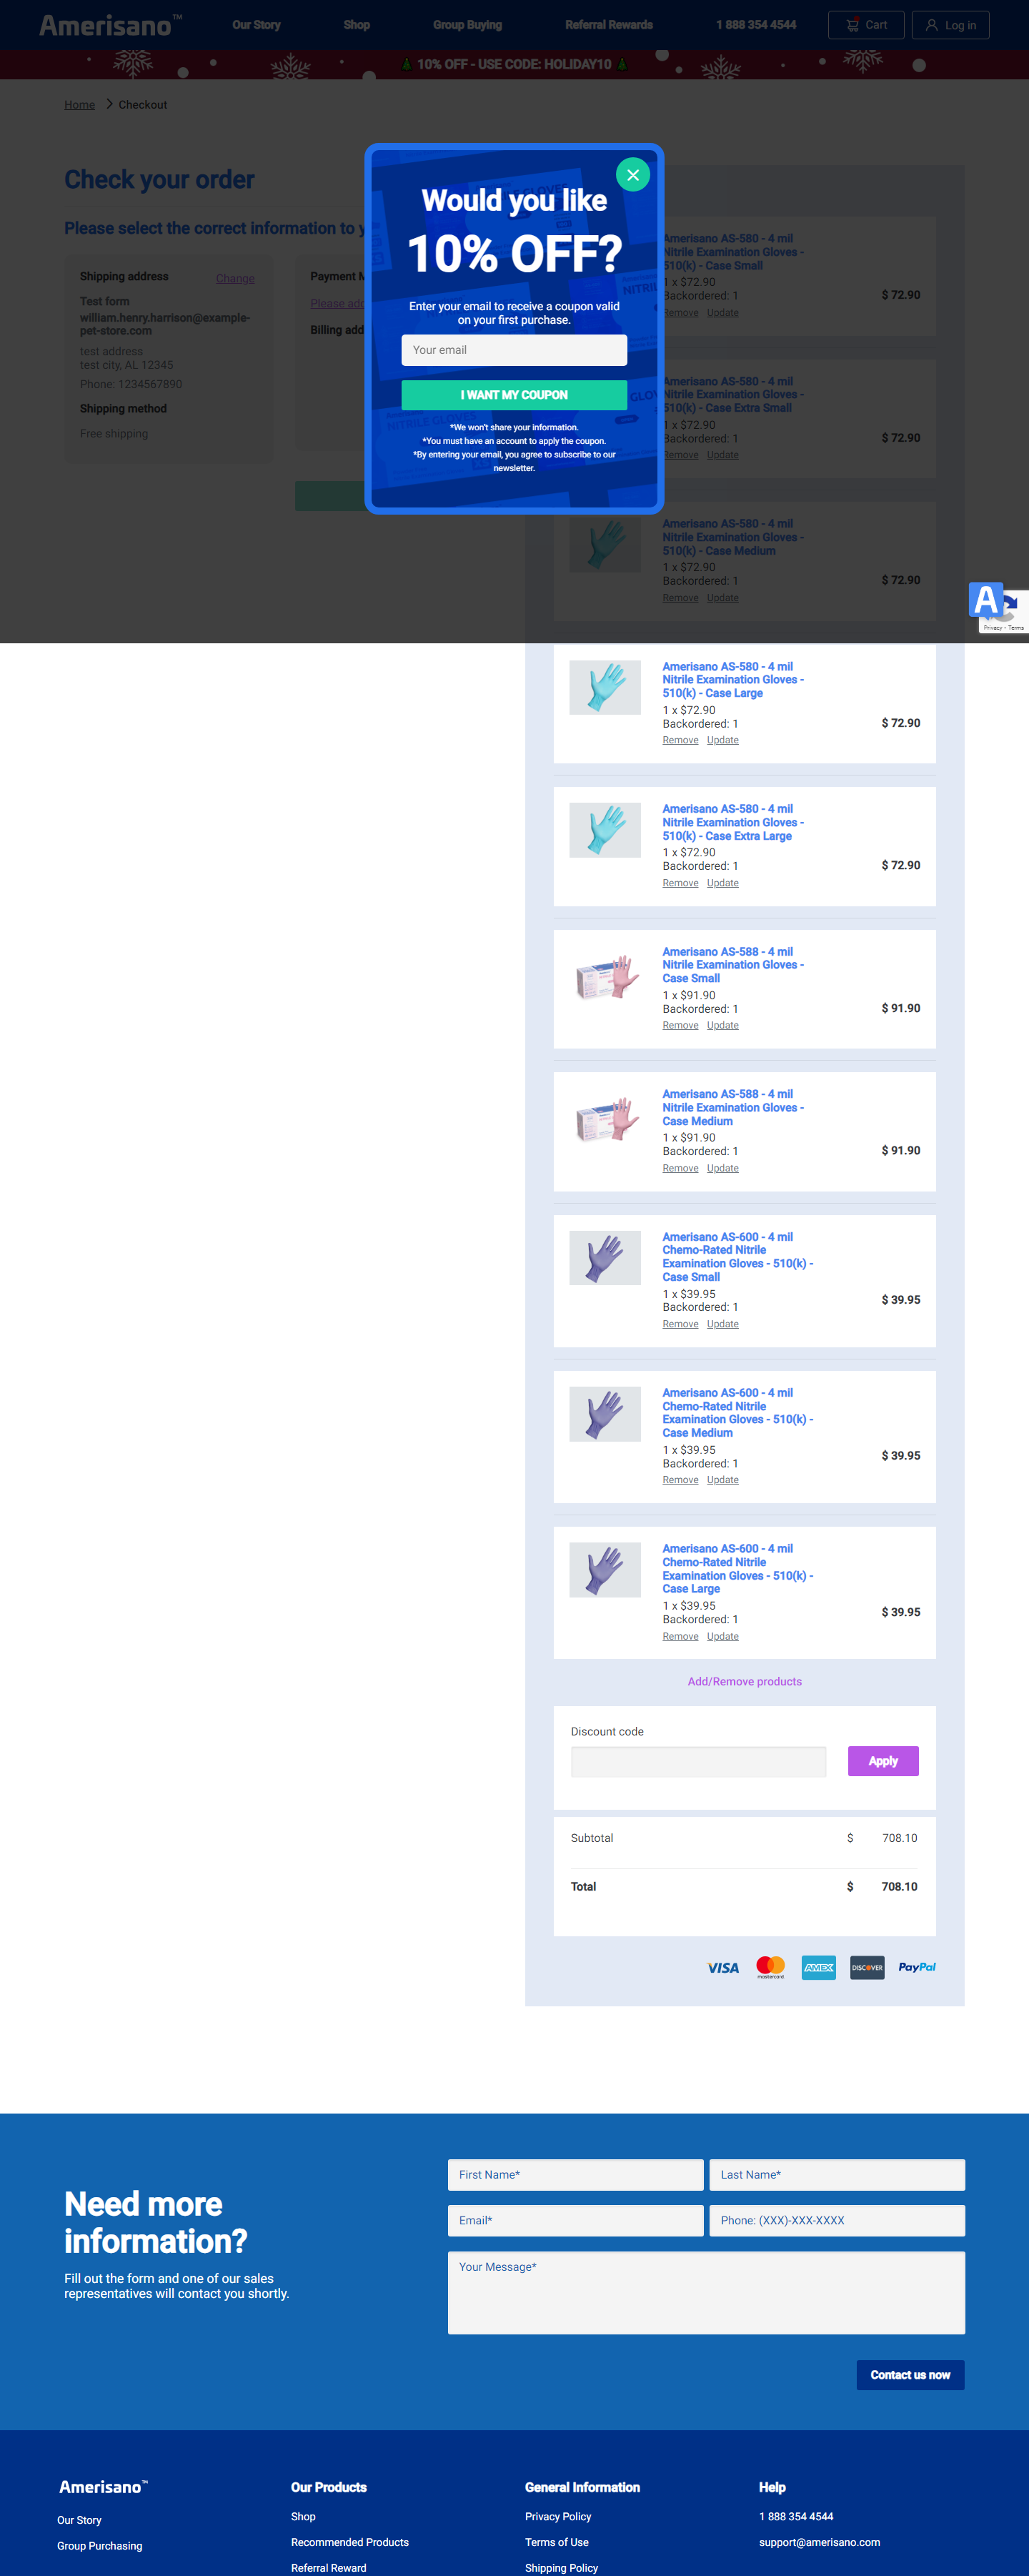 Amerisano™
Our Story
Shop
Group Buying
Referral Rewards
1 888 354 4544
Cart
Log in
10% OFF - USE CODE: HOLIDAY10
Home
Checkout
Check your order
Please select the correct information to y
Shipping address
Change
Test form
william.henry.harrison@example-
pet-store.com
test address
test city, AL 12345
Phone: 1234567890
Shipping method
Free shipping
Payment M
Please add
Billing add
Would you like
10% OFF?
Enter your email to receive a coupon valid
on your first purchase.
Your email
I WANT MY COUPON
*We won't share your information.
*You must have an account to apply the coupon.
*By entering your email, you agree to subscribe to our
newsletter.
Amerisano AS-580 - 4 mil
Nitrile Examination Gloves -
510(k) - Case Small
1 x $72.90
Backordered: 1
$ 72.90
Remove Update
Amerisano AS-580 - 4 mil
Nitrile Examination Gloves -
510(k) - Case Extra Small
1 x $72.90
Backordered: 1
$ 72.90
Remove Update
Amerisano AS-580 - 4 mil
Nitrile Examination Gloves -
510(k) - Case Medium
1 x $72.90
Backordered: 1
$ 72.90
Remove Update
Privacy - Terms
Amerisano AS-580 - 4 mil
Nitrile Examination Gloves -
510(k) - Case Large
1 x $72.90
Backordered: 1
$ 72.90
Remove Update
Amerisano AS-580 - 4 mil
Nitrile Examination Gloves -
510(k) - Case Extra Large
1 x $72.90
Backordered: 1
$ 72.90
Remove Update
Amerisano AS-588 - 4 mil
Nitrile Examination Gloves -
Case Small
1 x $91.90
Backordered: 1
$ 91.90
Remove Update
Amerisano AS-588 - 4 mil
Nitrile Examination Gloves -
Case Medium
1 x $91.90
Backordered: 1
$ 91.90
Remove Update
Amerisano AS-600 - 4 mil
Chemo-Rated Nitrile
Examination Gloves - 510(k) -
Case Small
1 x $39.95
Backordered: 1
$ 39.95
Remove Update
Amerisano AS-600 - 4 mil
Chemo-Rated Nitrile
Examination Gloves - 510(k) -
Case Medium
1 x $39.95
Backordered: 1
$ 39.95
Remove Update
Amerisano AS-600 - 4 mil
Chemo-Rated Nitrile
Examination Gloves - 510(k) -
Case Large
1 x $39.95
Backordered: 1
$ 39.95
Remove Update
Add/Remove products
Discount code
Apply
Subtotal $ 708.10
Total $ 708.10
VISA mastercard AMEX DISCOVER PayPal
Need more
information?
Fill out the form and one of our sales
representatives will contact you shortly.
First Name*
Last Name*
Email*
Phone: (XXX)-XXX-XXXX
Your Message*
Contact us now
Amerisano™
Our Story
Group Purchasing
Our Products
Shop
Recommended Products
Referral Reward
General Information
Privacy Policy
Terms of Use
Shipping Policy
Help
1 888 354 4544
support@amerisano.com